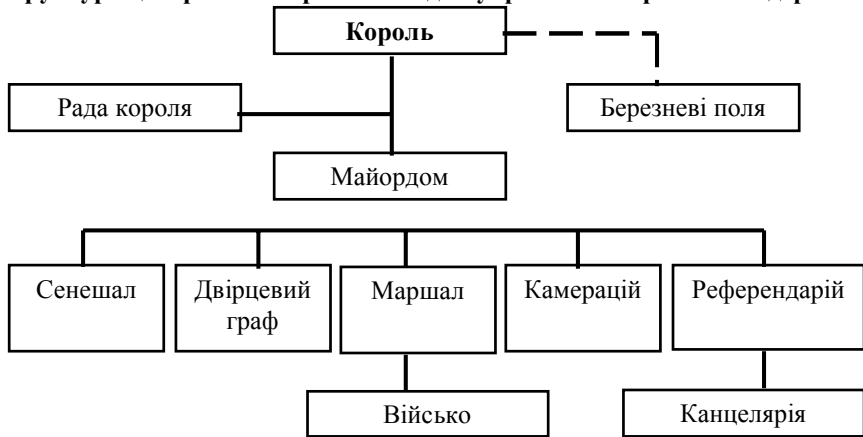 Король
Рада короля
Березневі поля
Майордом
Сенешал
Двірцевий
граф
Маршал
Камерацій
Референдарій
Військо
Канцелярія